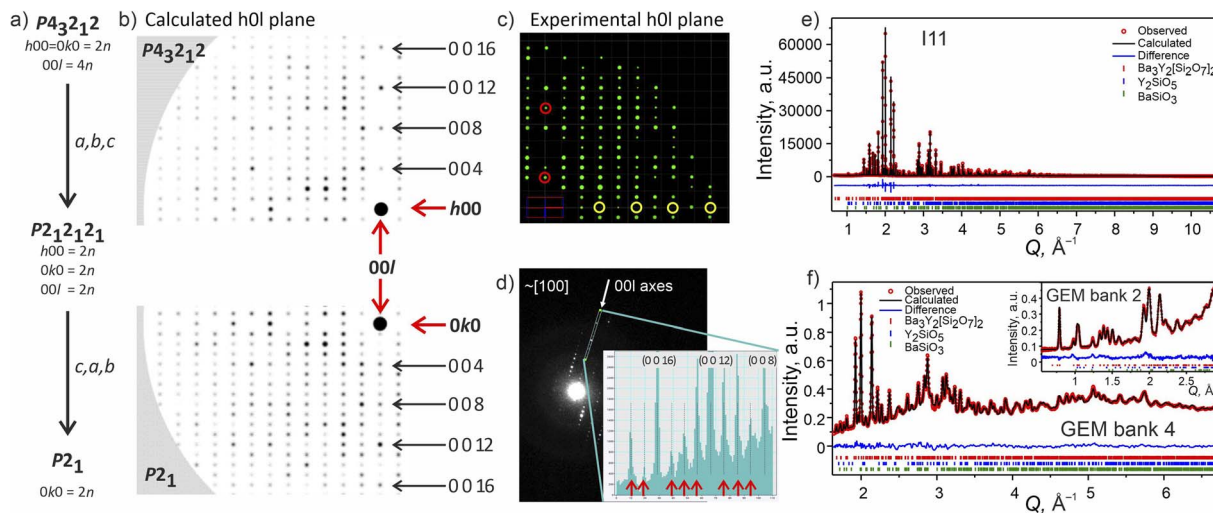 a)
P4₃2₁2
h00=0k0 = 2n
00l = 4n
a,b,c
P2₁2₁2₁
h00 = 2n
0k0 = 2n
00l = 2n
c,a,b
P2₁
0k0 = 2n
b) Calculated h0l plane
P4₃2₁2
0 0 16
0 0 12
0 0 8
0 0 4
h00
00l
0k0
0 0 4
0 0 8
0 0 12
0 0 16
P2₁
c) Experimental h0l plane
d)
~[100]
00l axes
(0 0 16)
(0 0 12)
(0 0 8)
e)
I11
Observed
Calculated
Difference
Ba₃Y₂[Si₂O₇]₂
Y₂SiO₅
BaSiO₃
Intensity, a.u.
60000
45000
30000
15000
0
1 2 3 4 5 6 7 8 9 10
Q, Å⁻¹
f)
Observed
Calculated
Difference
Ba₃Y₂[Si₂O₇]₂
Y₂SiO₅
BaSiO₃
GEM bank 4
Intensity, a.u.
1.0
0.8
0.6
0.4
0.2
0
2 3 4 5 6
Q, Å⁻¹
GEM bank 2
Intensity, a.u.
0.4
0.3
0.2
0.1
0
1.0 1.5 2.0 2.5
Q, Å